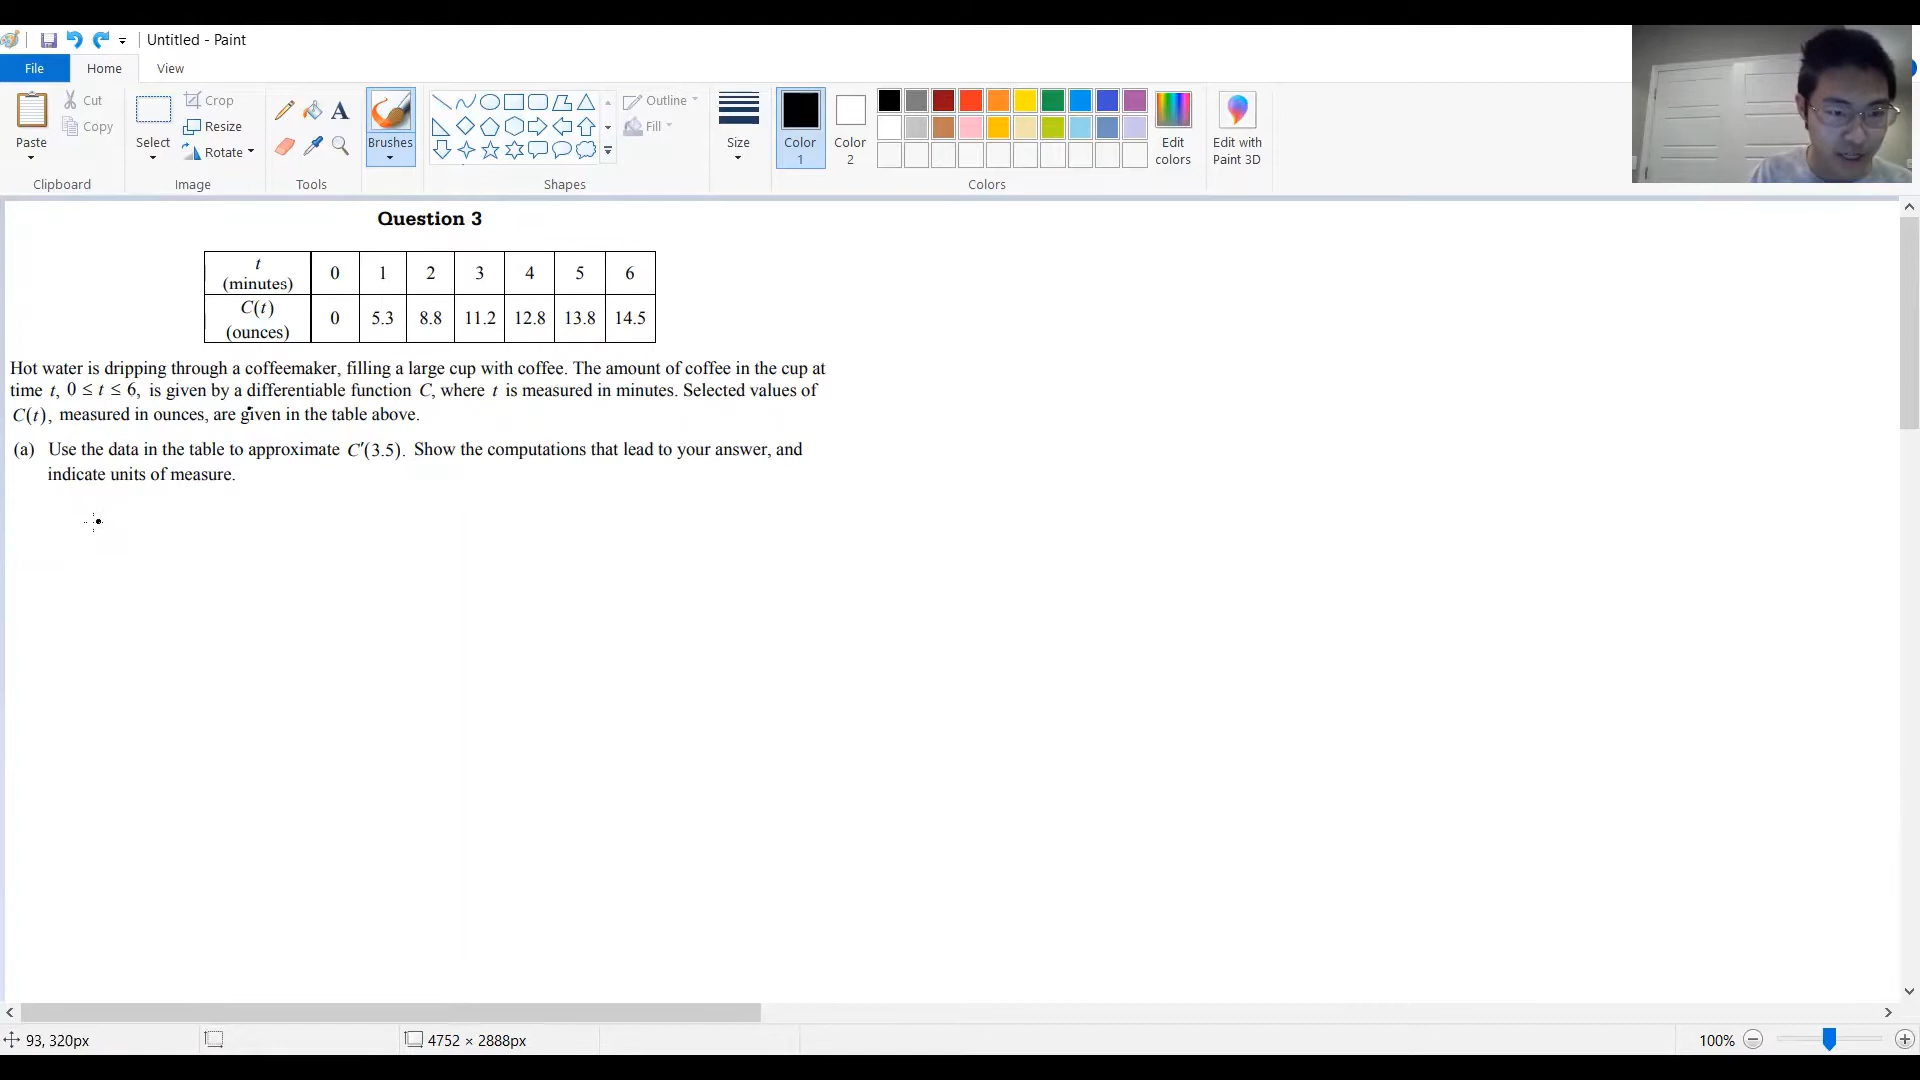 Untitled - Paint
File Home View
Paste
Cut
Copy
Clipboard
Select
Crop
Resize
Rotate
Image
Tools
Brushes
Outline
Fill
Shapes
Size
Color 1
Color 2
Edit colors
Edit with Paint 3D
Colors
Question 3
t (minutes) 0 1 2 3 4 5 6
C(t) (ounces) 0 5.3 8.8 11.2 12.8 13.8 14.5
Hot water is dripping through a coffeemaker, filling a large cup with coffee. The amount of coffee in the cup at
time t, 0 ≤ t ≤ 6, is given by a differentiable function C, where t is measured in minutes. Selected values of
C(t), measured in ounces, are given in the table above.
(a) Use the data in the table to approximate C′(3.5). Show the computations that lead to your answer, and
indicate units of measure.
93, 320px
4752 × 2888px
100%